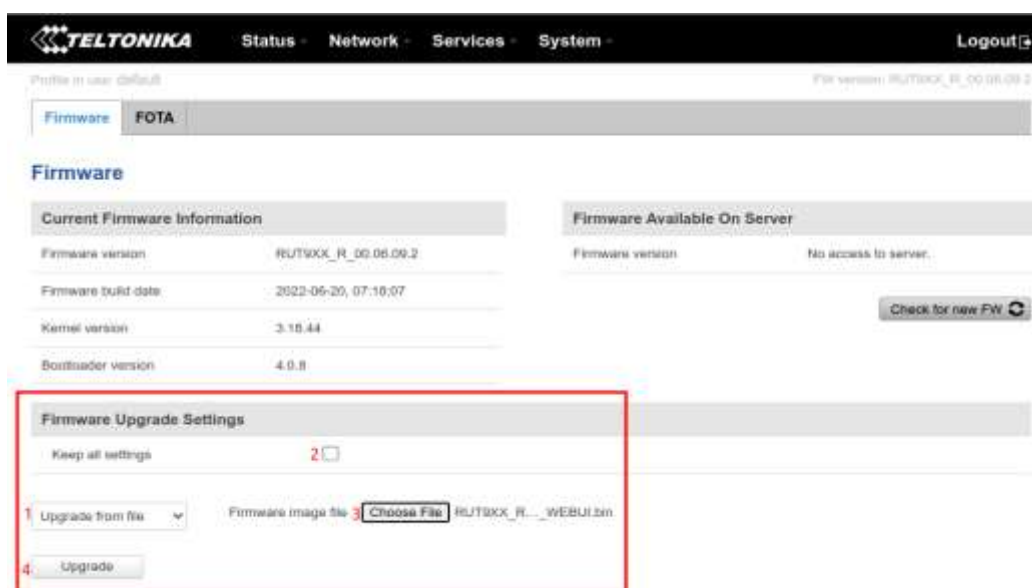 TELTONIKA Status Network Services System Logout
Profile in use: default FW version: RUT9XX_R_00.06.09.2
Firmware FOTA
Firmware
Current Firmware Information Firmware Available On Server
Firmware version RUT9XX_R_00.06.09.2 Firmware version No access to server.
Firmware build date 2022-06-20, 07:18:07
Check for new FW
Kernel version 3.18.44
Bootloader version 4.0.8
Firmware Upgrade Settings
Keep all settings 2
1 Upgrade from file Firmware image file 3 Choose File RUT9XX_R..._WEBUI.bin
4 Upgrade